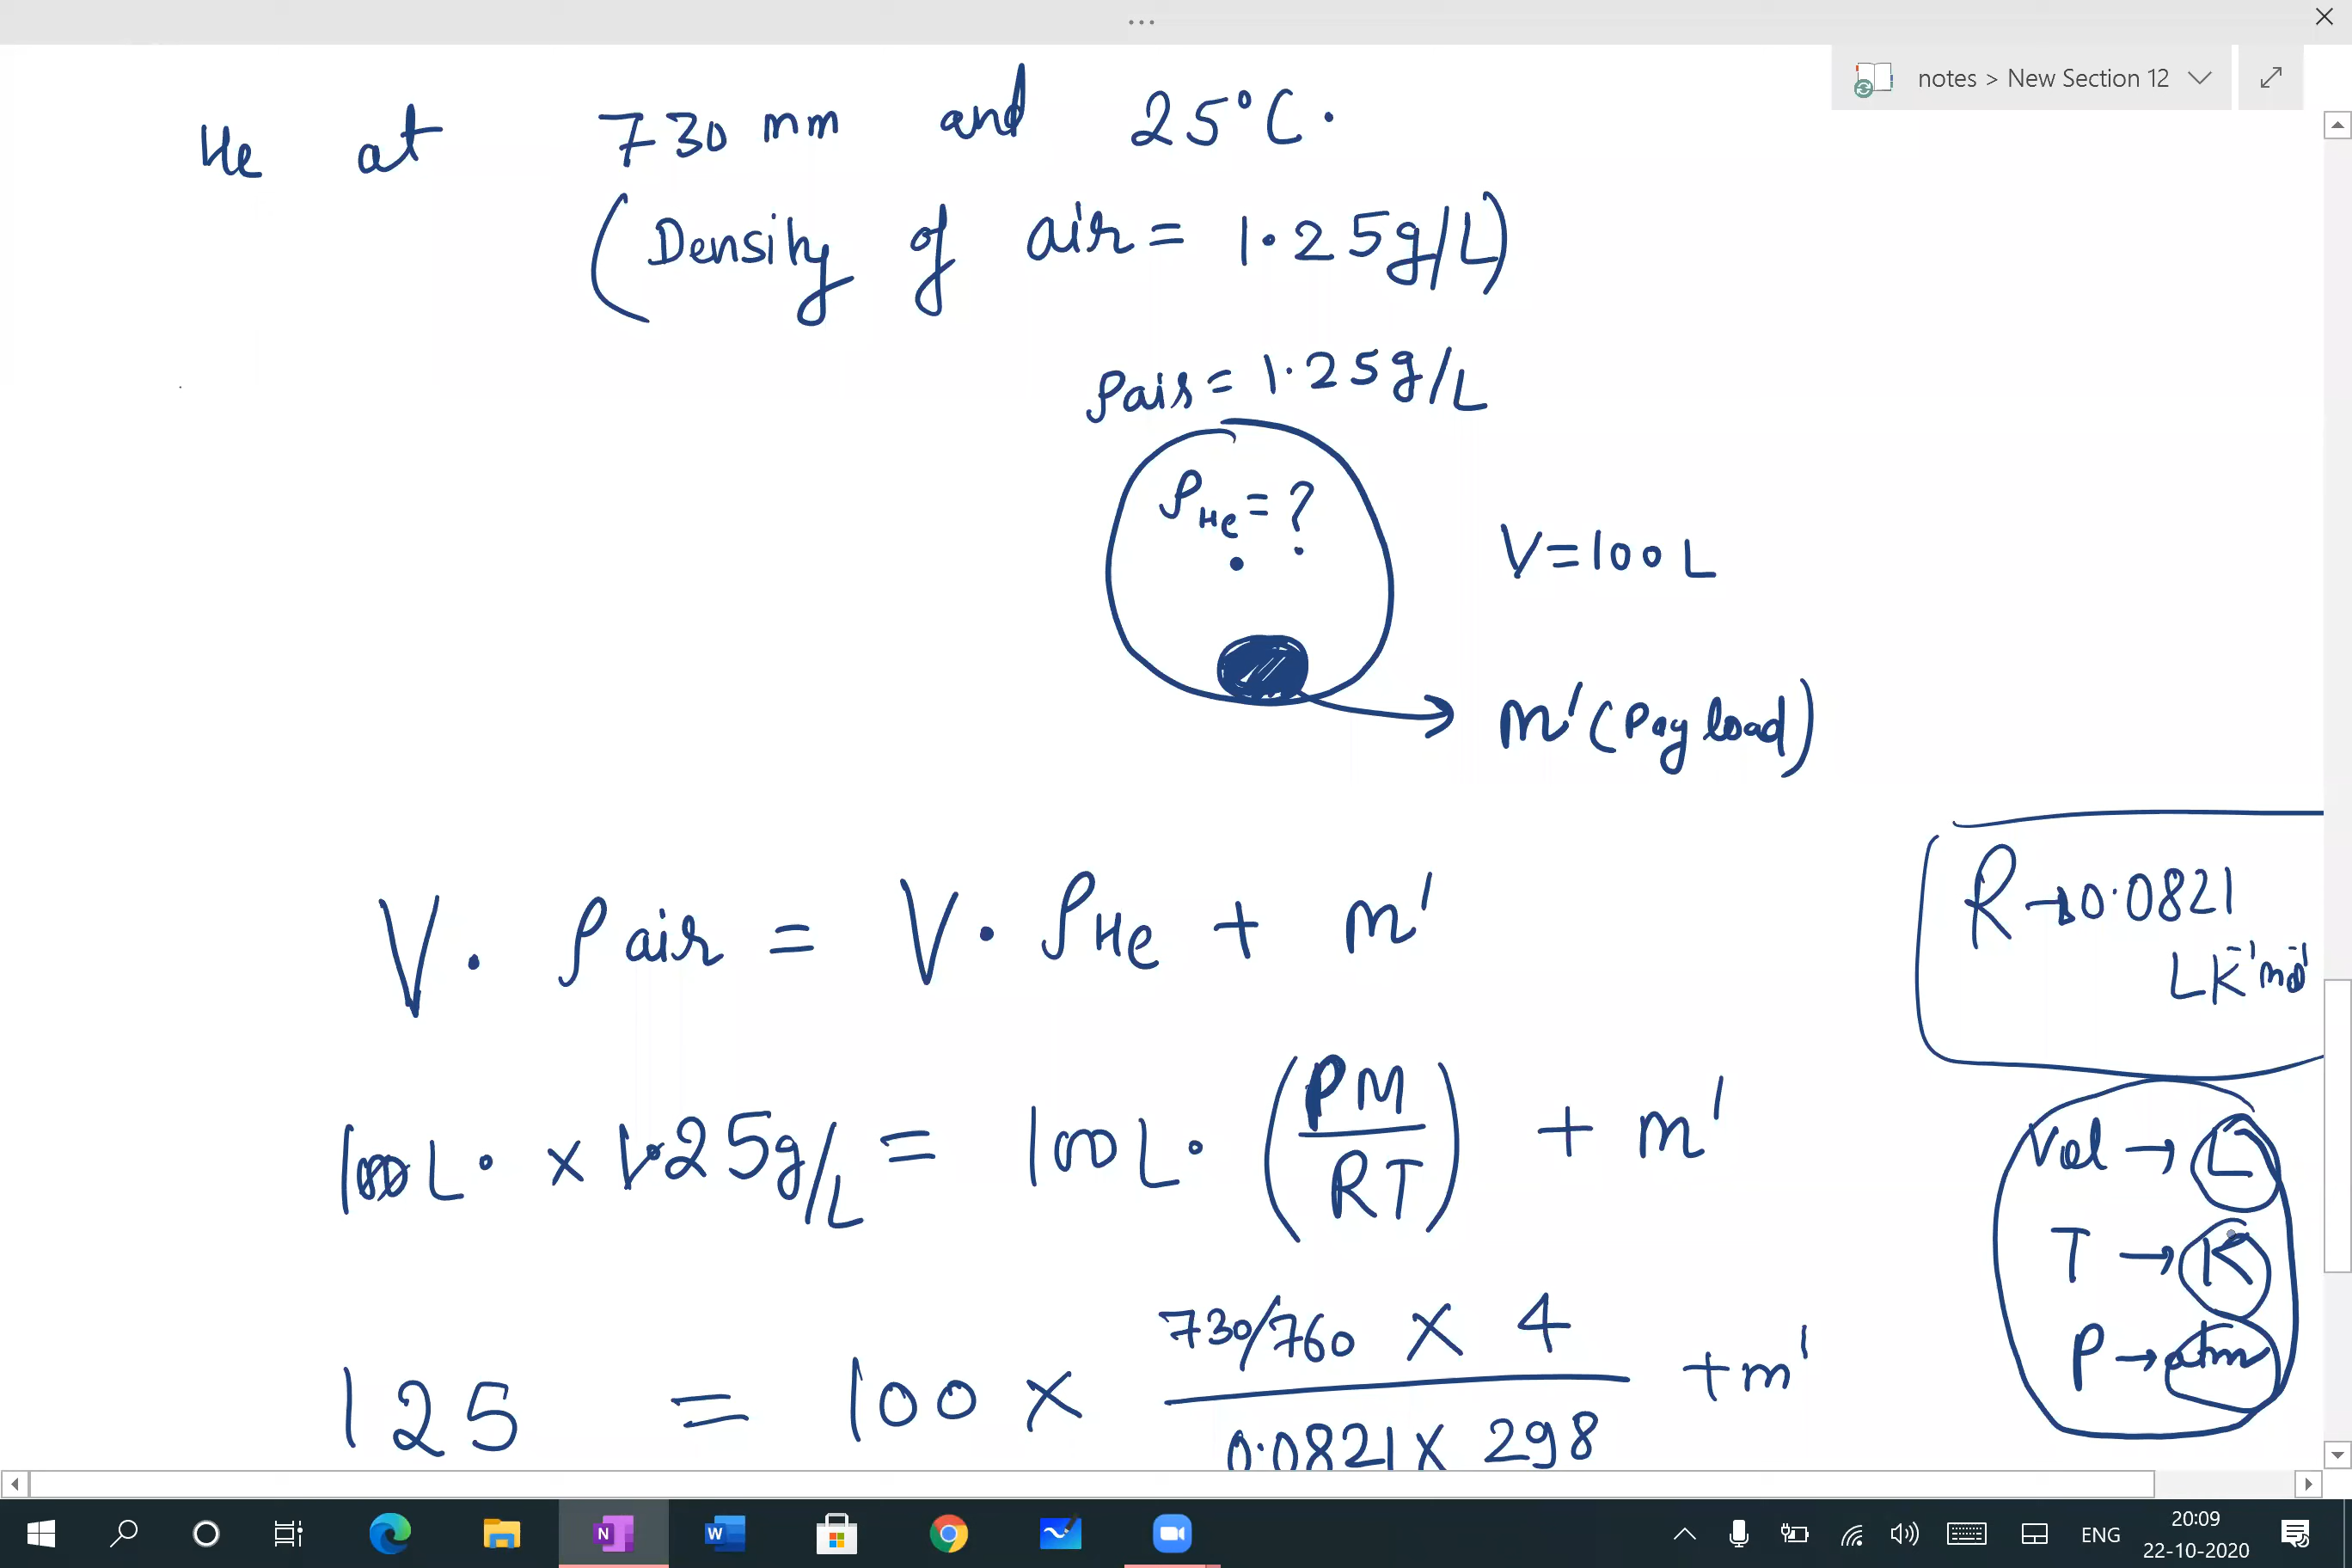 notes > New Section 12
He at 730 mm and 25°C.
(Density of air = 1.25g/L)
ρair = 1.25g/L
ρHe = ?
V = 100 L
m' (Pay load)
R → 0.0821
L K⁻¹ mol⁻¹
V. ρair = V. ρHe + m'
100 L. x 1.25g/L = 100 L. (PM/RT) + m'
Vol → L
T → K
P → atm
125 = 100 x (730/760 x 4)/(0.0821 x 298) + m'
ENG
20:09
22-10-2020